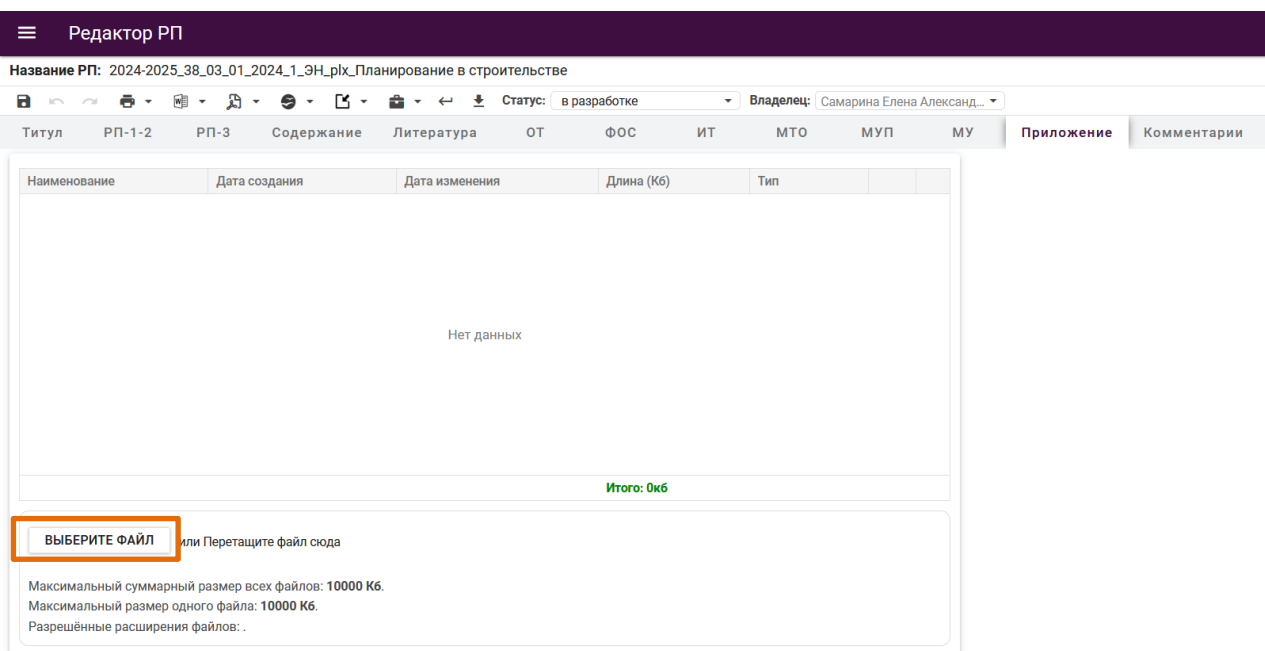 Редактор РП
Название РП: 2024-2025_38_03_01_2024_1_ЭН_plx_Планирование в строительстве
Статус: в разработке Владелец: Самарина Елена Александ...
Титул РП-1-2 РП-3 Содержание Литература ОТ ФОС ИТ МТО МУП МУ Приложение Комментарии
Наименование Дата создания Дата изменения Длина (Кб) Тип
Нет данных
Итого: 0кб
ВЫБЕРИТЕ ФАЙЛ или Перетащите файл сюда
Максимальный суммарный размер всех файлов: 10000 Кб.
Максимальный размер одного файла: 10000 Кб.
Разрешённые расширения файлов: .